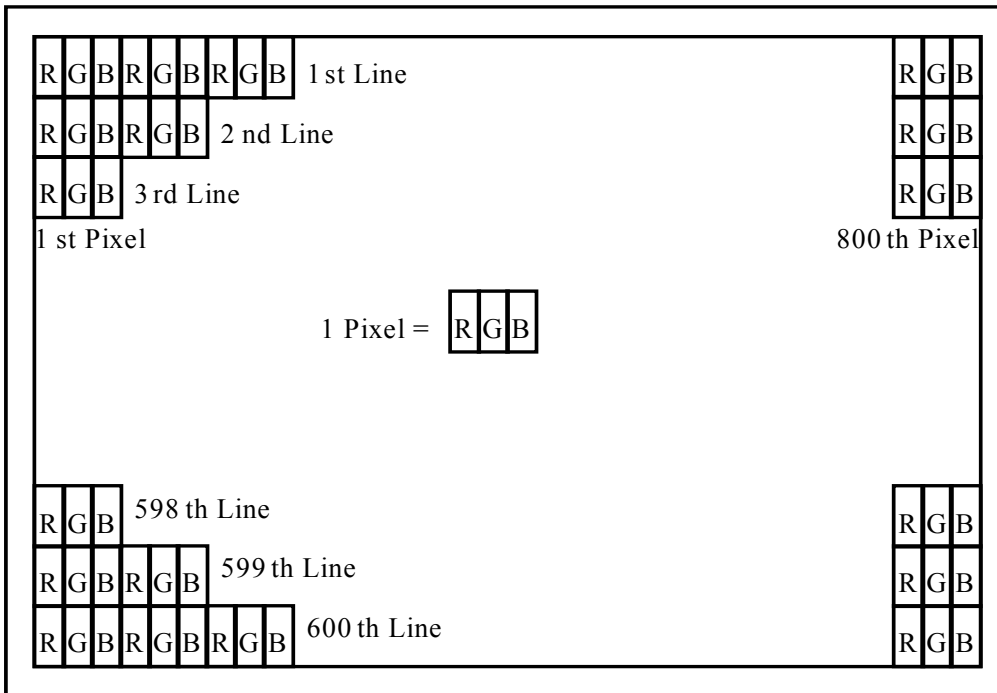 R G B R G B R G B 1 st Line R G B
R G B R G B 2 nd Line R G B
R G B 3 rd Line R G B
1 st Pixel 800 th Pixel
1 Pixel = R G B
R G B 598 th Line R G B
R G B R G B 599 th Line R G B
R G B R G B R G B 600 th Line R G B